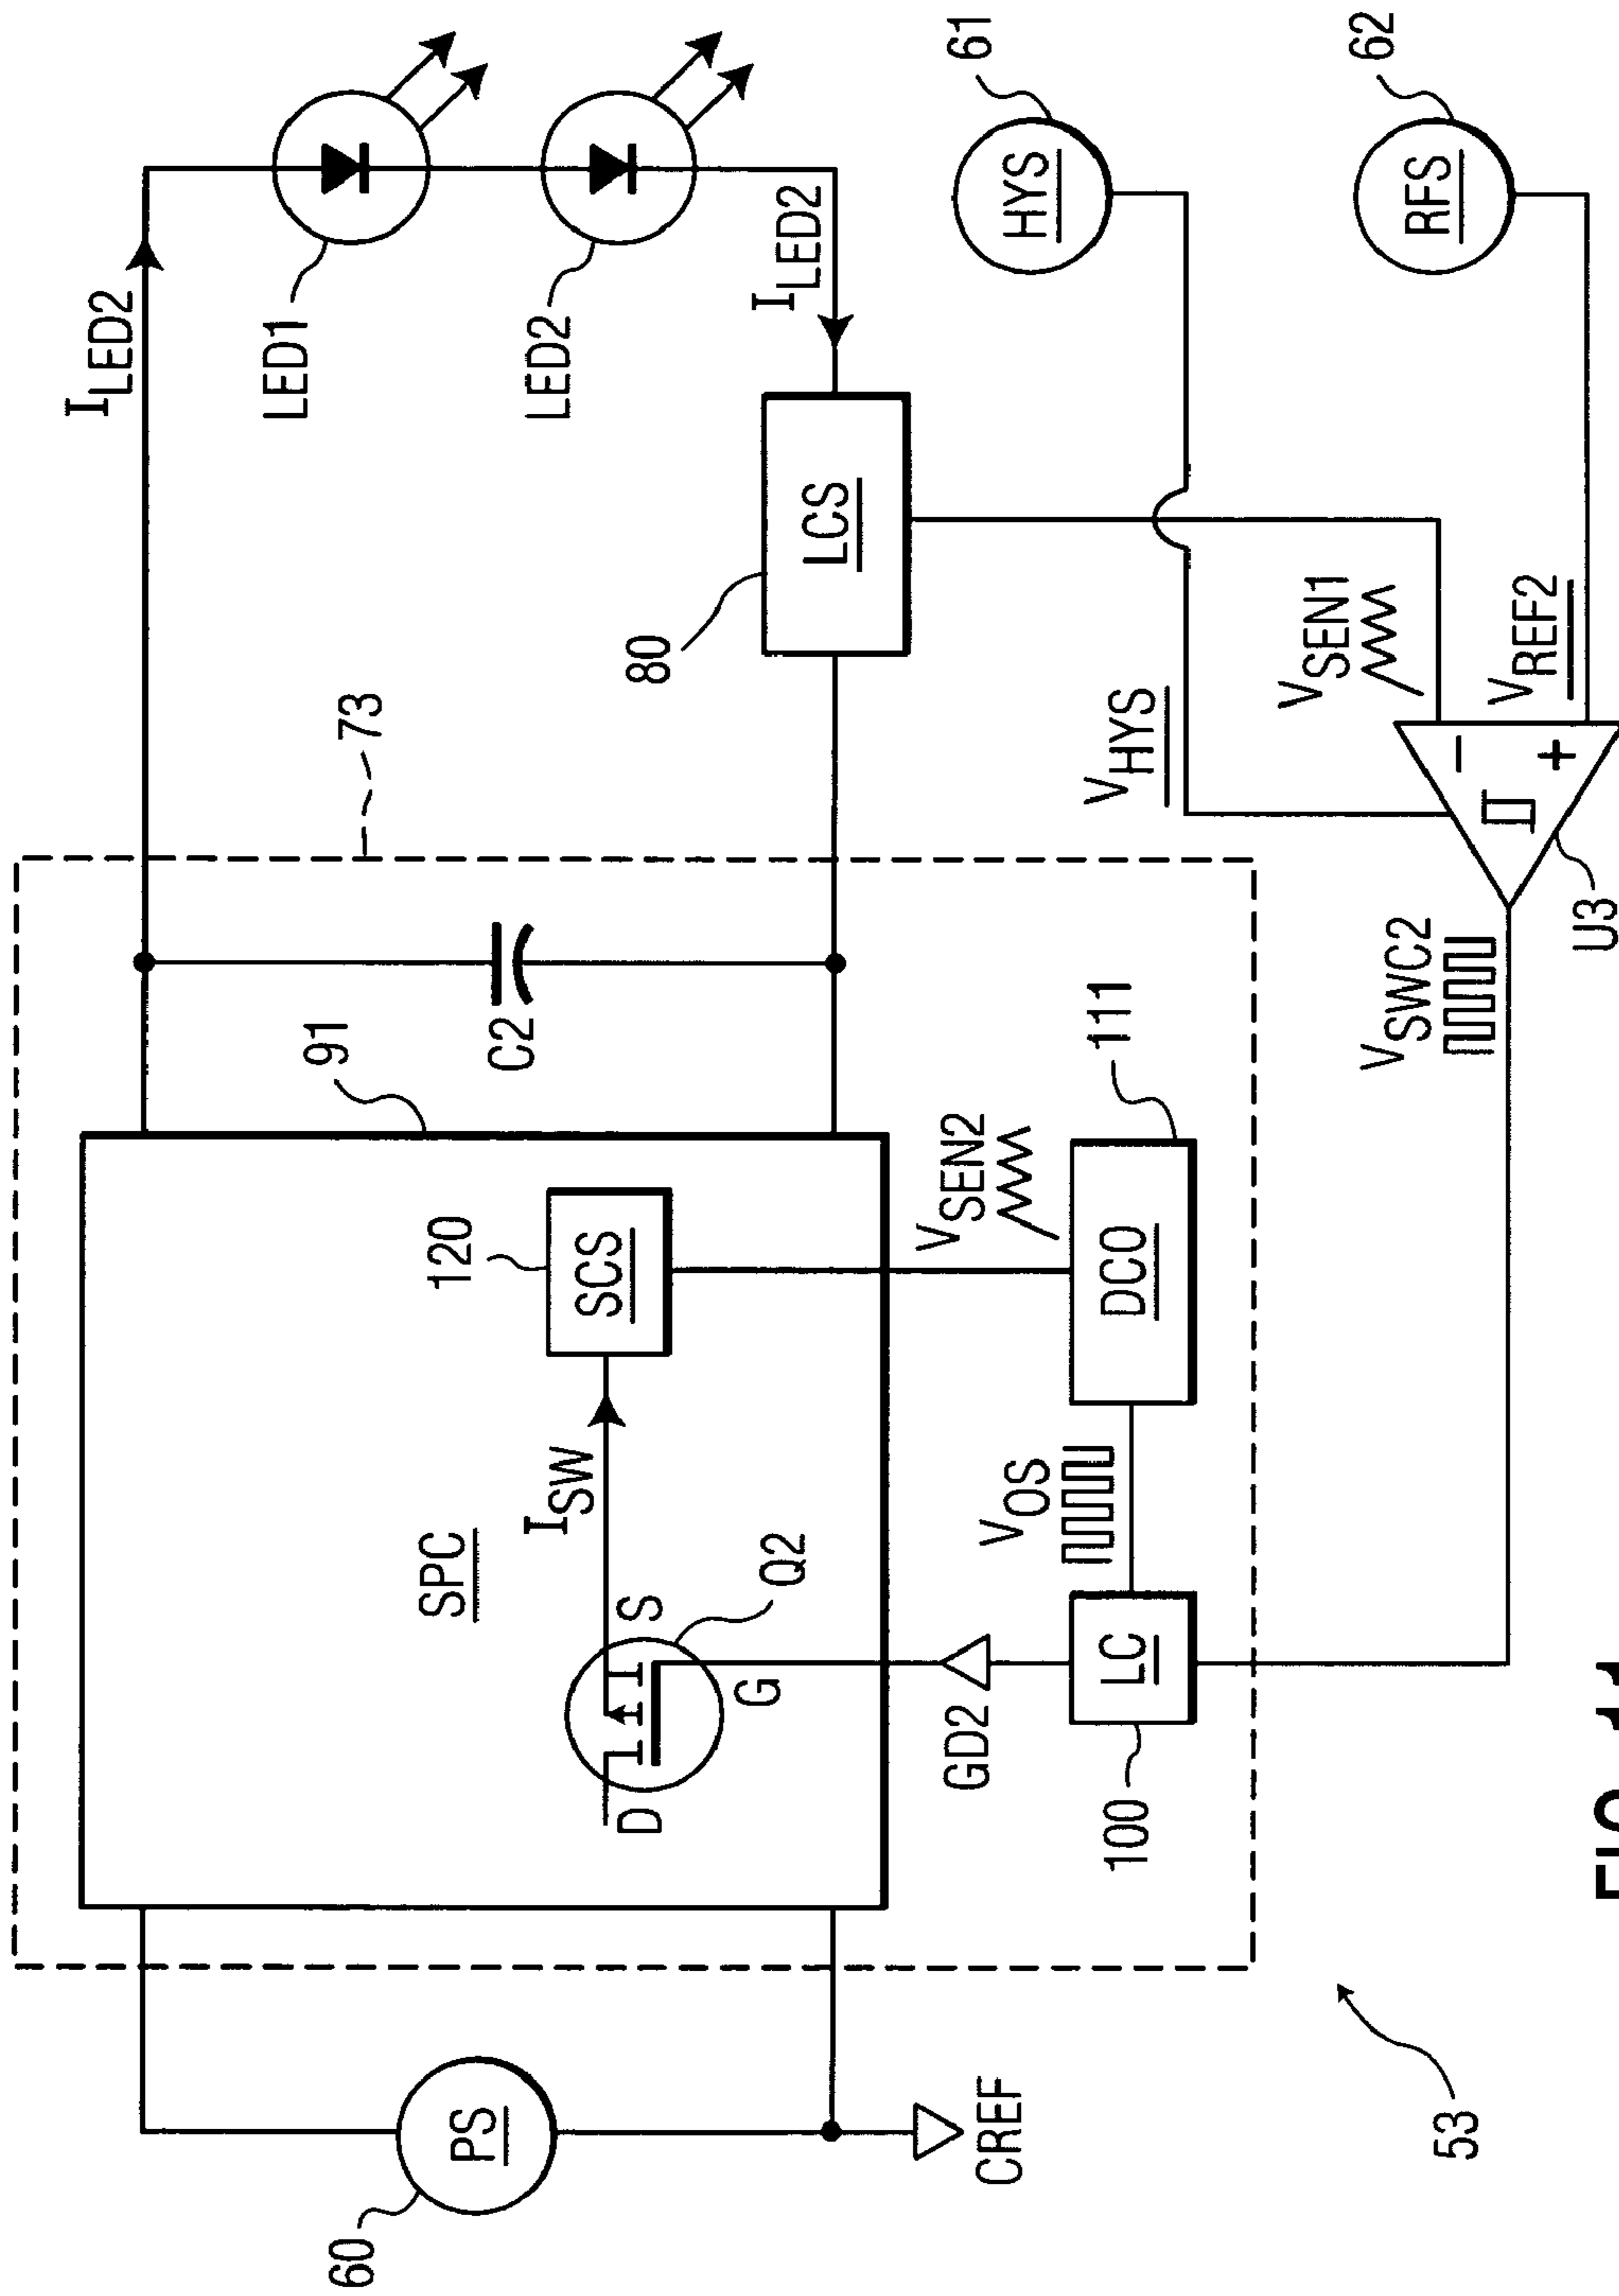 I_LED2
LED1
LED2
I_LED2
73
80
LCS
HYS
61
RFS
62
V_HYS
V_SEN1
V_REF2
−
+
U3
V_SWC2
C2
91
SPC
120
SCS
I_SW
S
D
G
Q2
V_SEN2
DCO
111
V_OS
LC
100
GD2
PS
60
CREF
53